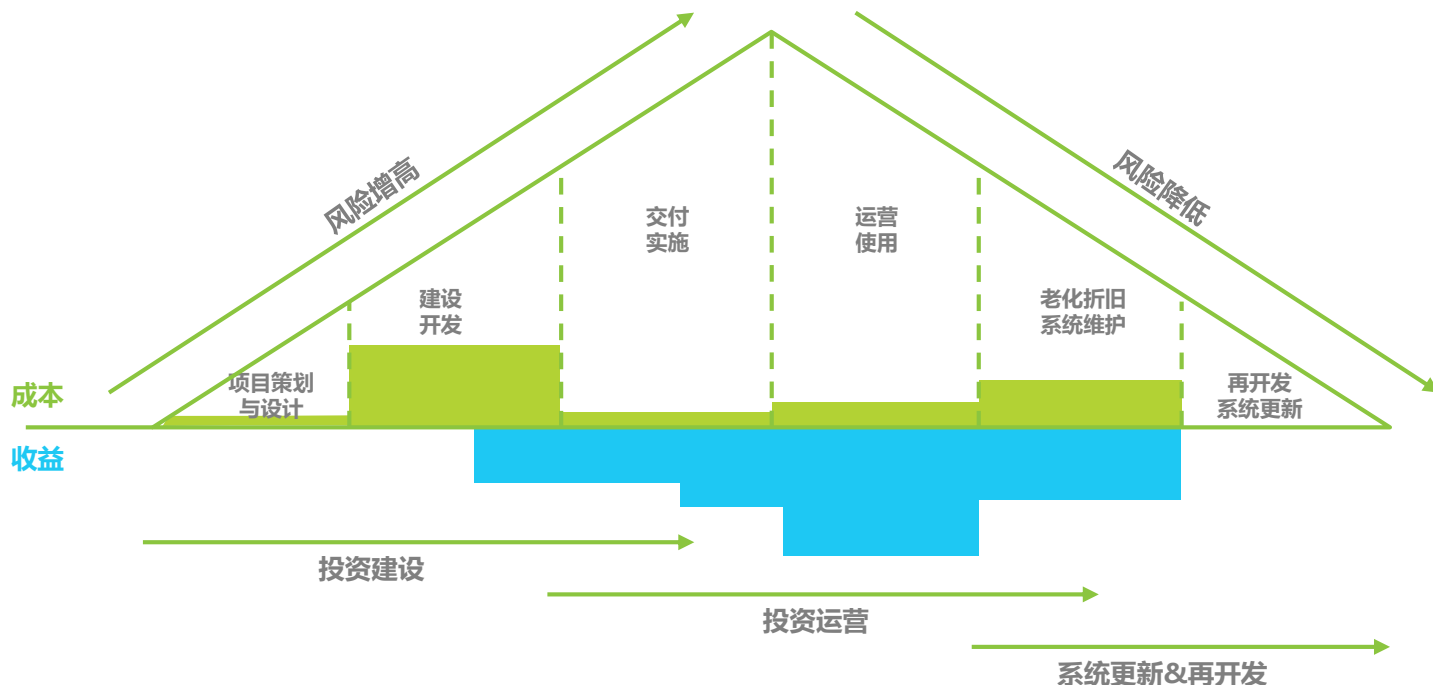 风险增高
风险降低
交付
实施
运营
使用
建设
开发
老化折旧
系统维护
项目策划
与设计
再开发
系统更新
成本
收益
投资建设
投资运营
系统更新&再开发